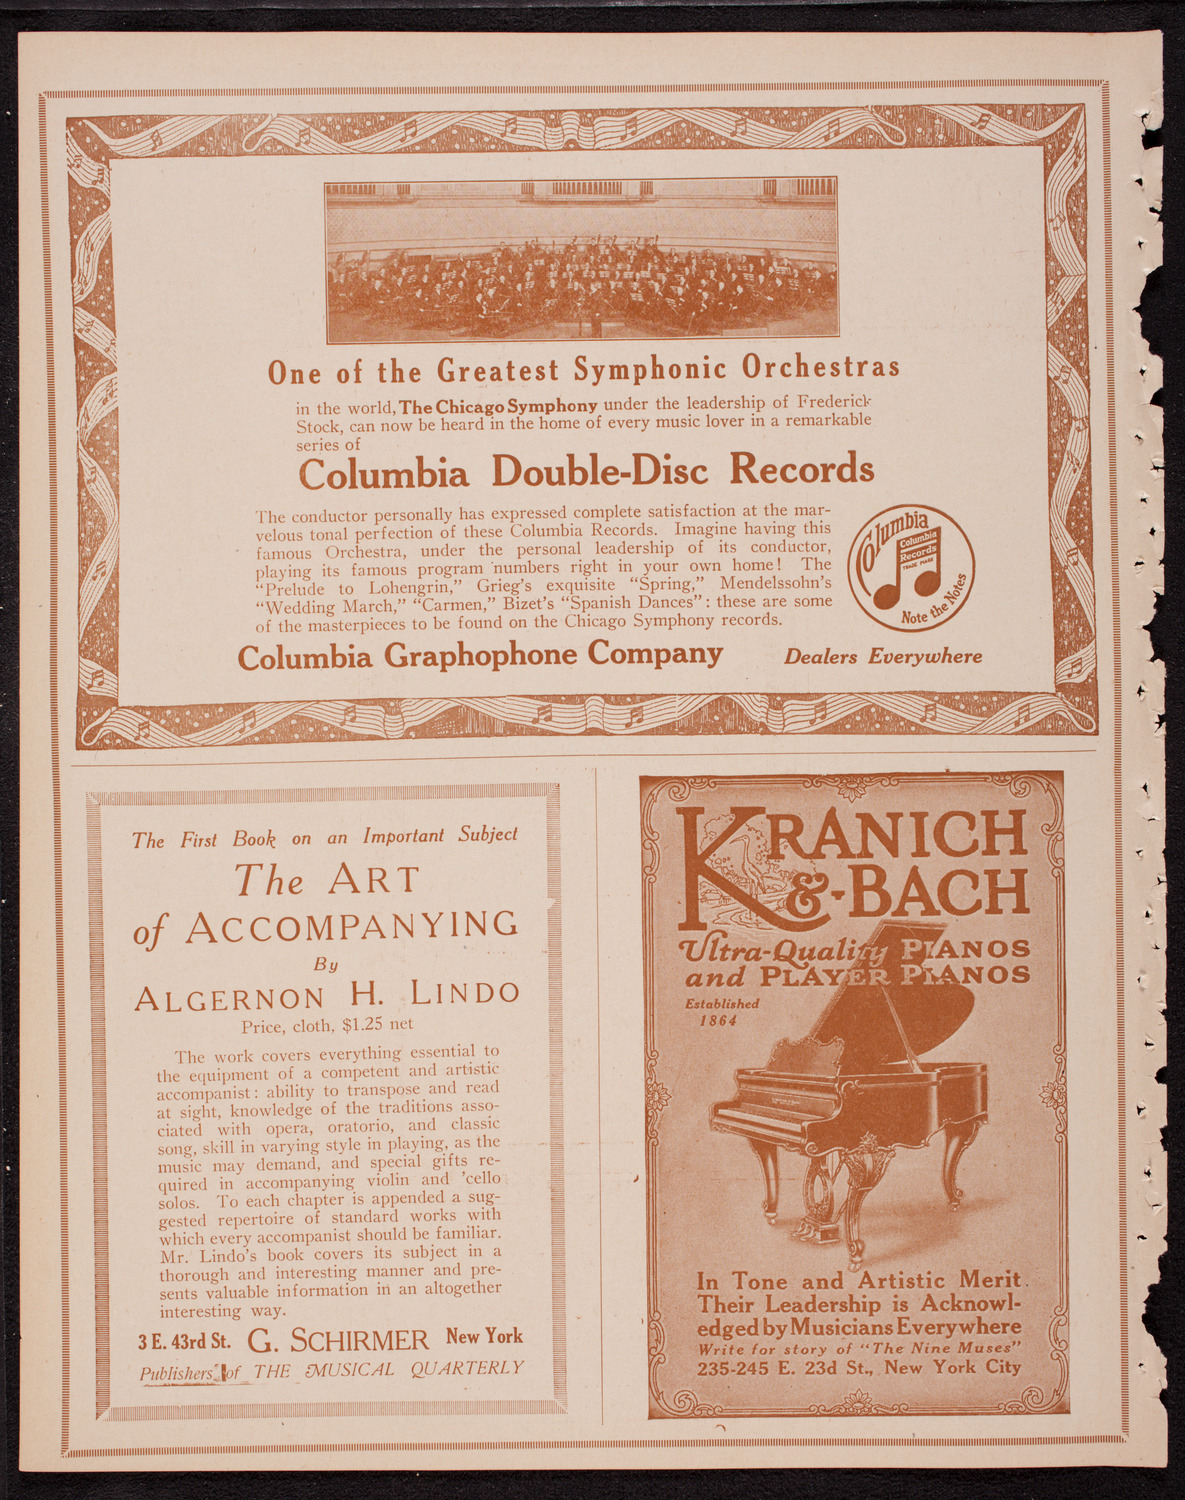 One of the Greatest Symphonic Orchestras
in the world, The Chicago Symphony under the leadership of Frederick
Stock, can now be heard in the home of every music lover in a remarkable
series of
Columbia Double-Disc Records
The conductor personally has expressed complete satisfaction at the mar-
velous tonal perfection of these Columbia Records. Imagine having this
famous Orchestra, under the personal leadership of its conductor,
playing its famous program numbers right in your own home! The
“Prelude to Lohengrin,” Grieg’s exquisite “Spring,” Mendelssohn’s
“Wedding March,” “Carmen,” Bizet’s “Spanish Dances”: these are some
of the masterpieces to be found on the Chicago Symphony records.
Columbia
Columbia
Records
TRADE MARK
Note the Notes
Columbia Graphophone Company Dealers Everywhere
The First Book on an Important Subject
The ART
of ACCOMPANYING
By
ALGERNON H. LINDO
Price, cloth, $1.25 net
The work covers everything essential to
the equipment of a competent and artistic
accompanist: ability to transpose and read
at sight, knowledge of the traditions asso-
ciated with opera, oratorio, and classic
song, skill in varying style in playing, as the
music may demand, and special gifts re-
quired in accompanying violin and ’cello
solos. To each chapter is appended a sug-
gested repertoire of standard works with
which every accompanist should be familiar.
Mr. Lindo’s book covers its subject in a
thorough and interesting manner and pre-
sents valuable information in an altogether
interesting way.
3 E. 43rd St. G. SCHIRMER New York
Publishers of THE MUSICAL QUARTERLY
KRANICH
&-BACH
Ultra-Quality PIANOS
and PLAYER PIANOS
Established
1864
In Tone and Artistic Merit
Their Leadership is Acknowl-
edged by Musicians Everywhere
Write for story of “The Nine Muses”
235-245 E. 23d St., New York City